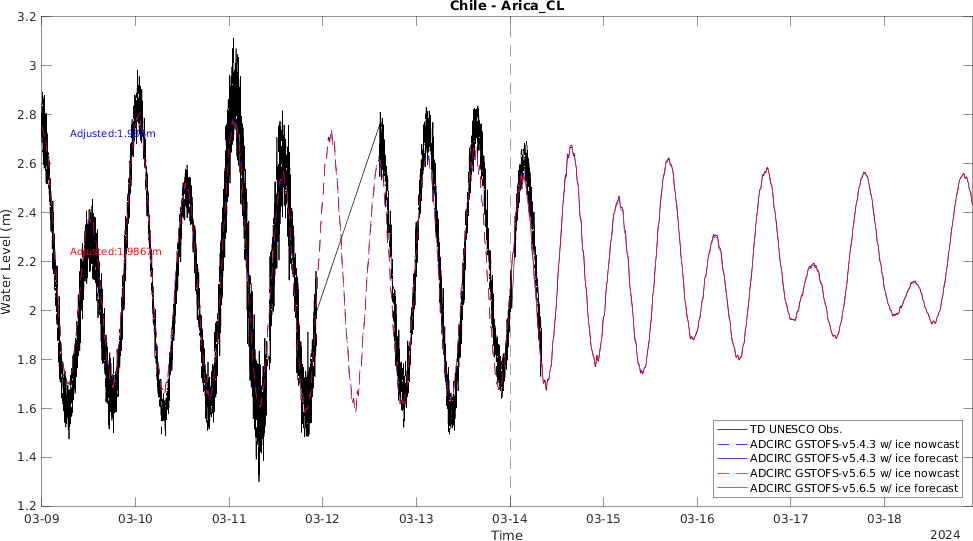 Chile - Arica_CL
3.2
3
2.8
2.6
2.4
2.2
2
1.8
1.6
1.4
1.2
Water Level (m)
Adjusted:
Adjusted:1.9867m
TD UNESCO Obs.
ADCIRC GSTOFS-v5.4.3 w/ ice nowcast
ADCIRC GSTOFS-v5.4.3 w/ ice forecast
ADCIRC GSTOFS-v5.6.5 w/ ice nowcast
ADCIRC GSTOFS-v5.6.5 w/ ice forecast
03-09 03-10 03-11 03-12 03-13 03-14 03-15 03-16 03-17 03-18
Time
2024